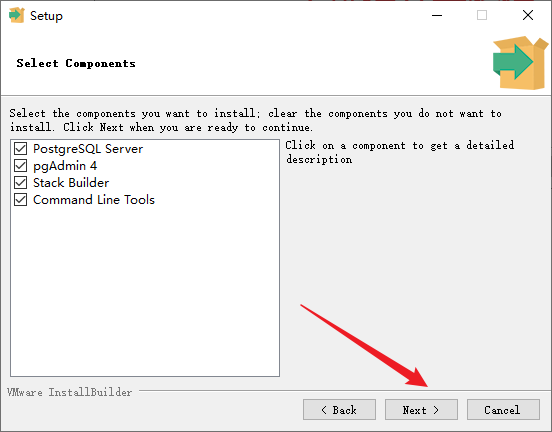 Setup
Select Components
Select the components you want to install; clear the components you do not want to
install. Click Next when you are ready to continue.
PostgreSQL Server
pgAdmin 4
Stack Builder
Command Line Tools
Click on a component to get a detailed
description
VMware InstallBuilder
< Back
Next >
Cancel